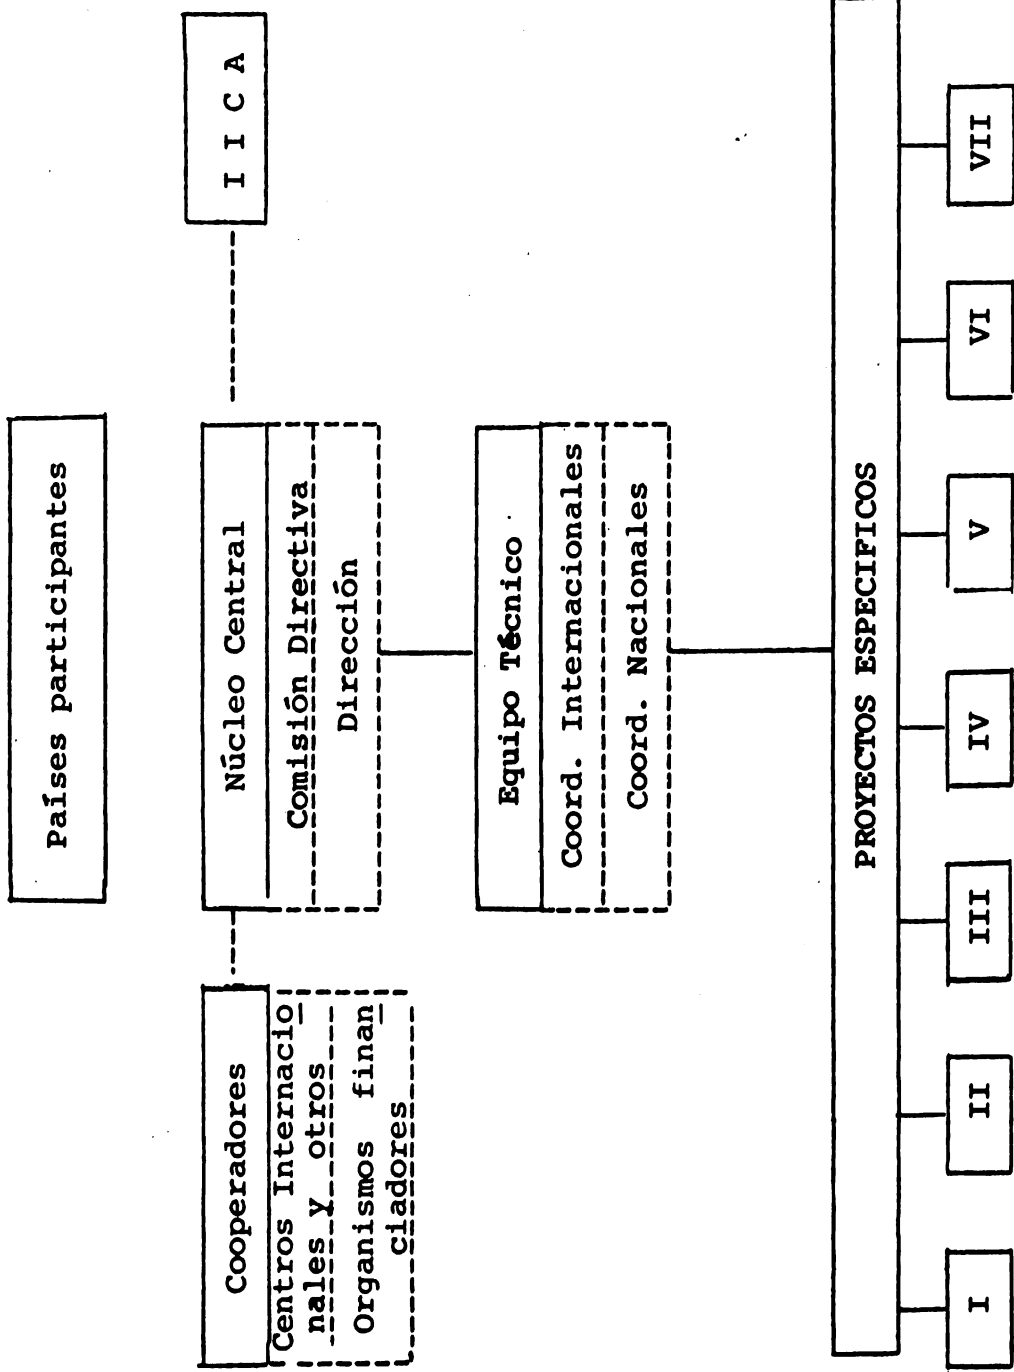 Países participantes
Cooperadores
Centros Internacio
nales y otros
Organismos finan
ciadores
Núcleo Central
Comisión Directiva
Dirección
I I C A
Equipo Técnico
Coord. Internacionales
Coord. Nacionales
PROYECTOS ESPECIFICOS
I
II
III
IV
V
VI
VII